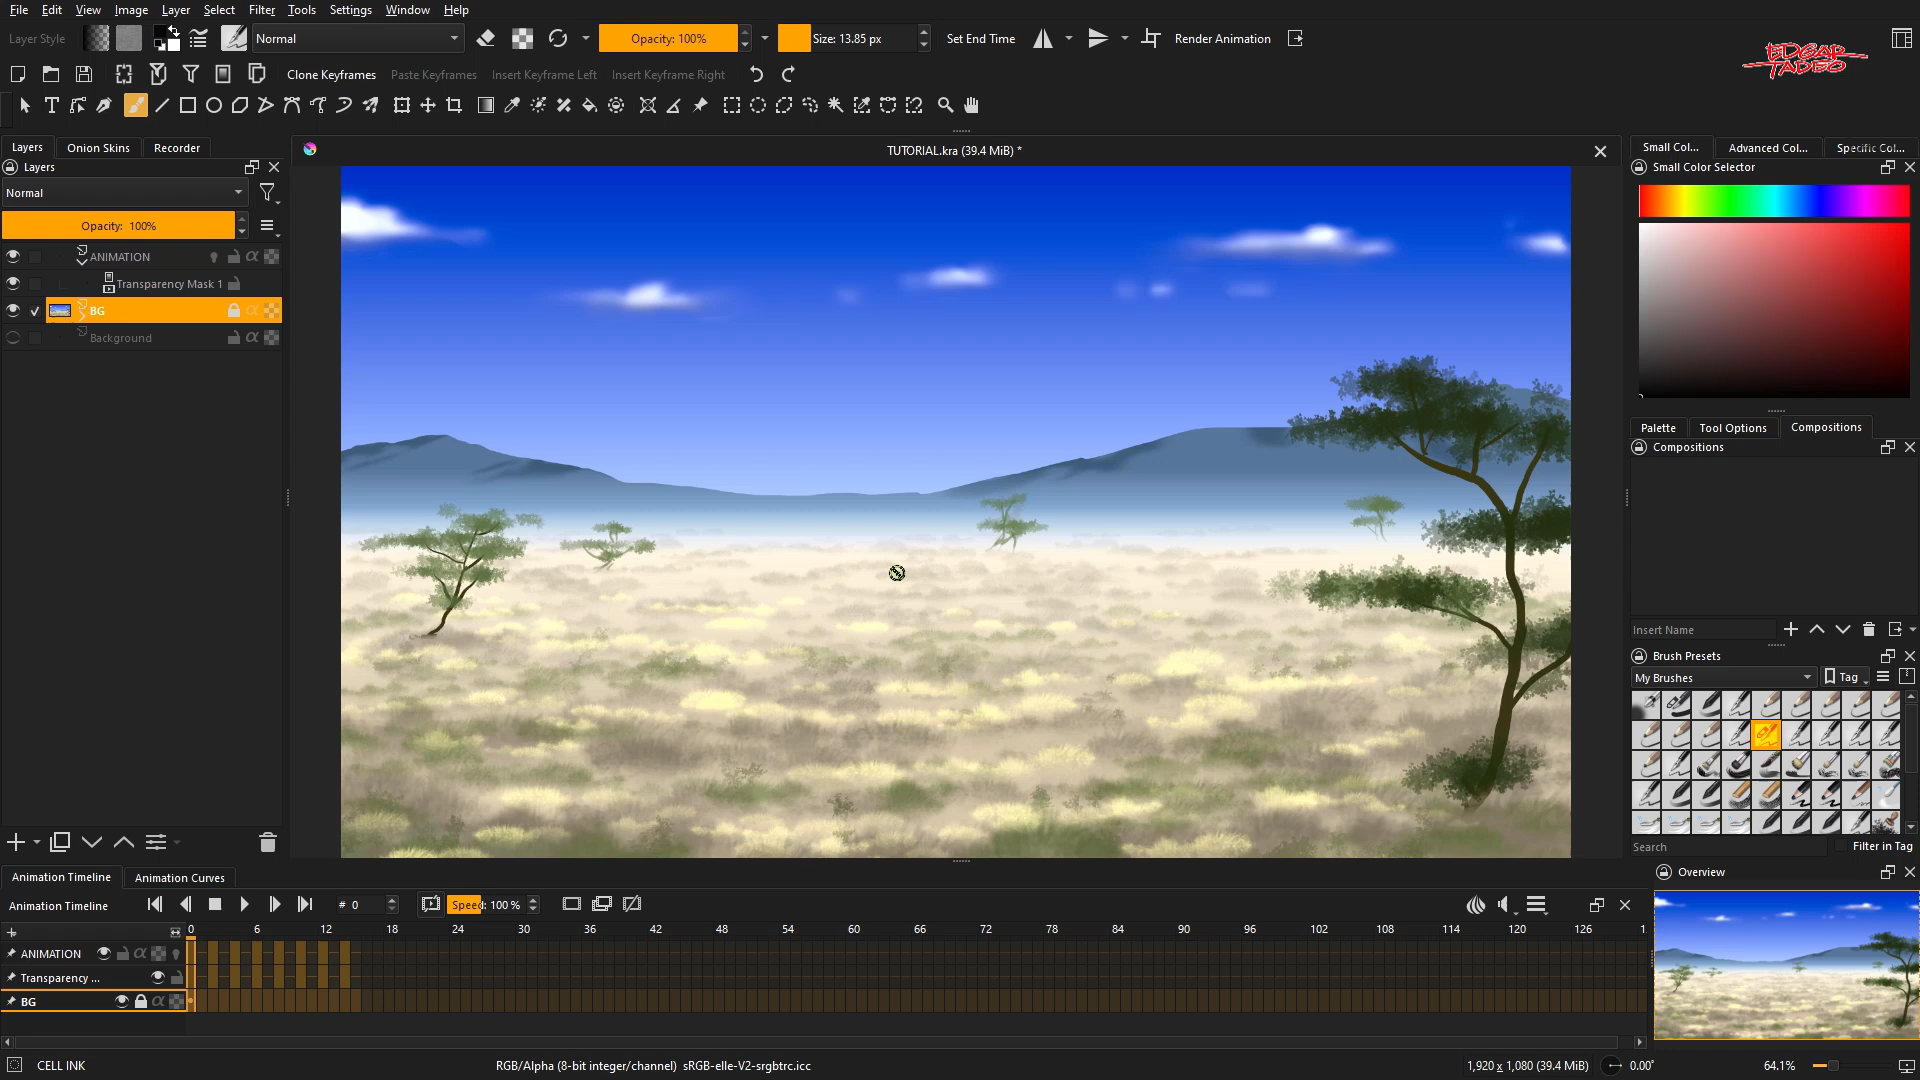 File Edit View Image Layer Select Filter Tools Settings Window Help
Layer Style Normal Opacity: 100% Size: 13.85 px Set End Time Render Animation
EDGAR
TADEO
Clone Keyframes Paste Keyframes Insert Keyframe Left Insert Keyframe Right
Layers Onion Skins Recorder
TUTORIAL.kra (39.4 MiB) *
Small Col... Advanced Col... Specific Col...
Layers
Small Color Selector
Normal
Opacity: 100%
ANIMATION
Transparency Mask 1
BG
Background
Palette Tool Options Compositions
Compositions
Insert Name
Brush Presets
My Brushes Tag
Search Filter in Tag
Animation Timeline Animation Curves
Overview
Animation Timeline # 0 Speed: 100 %
0 6 12 18 24 30 36 42 48 54 60 66 72 78 84 90 96 102 108 114 120 126 1
ANIMATION
Transparency ...
BG
CELL INK RGB/Alpha (8-bit integer/channel) sRGB-elle-V2-srgbtrc.icc 1,920 x 1,080 (39.4 MiB) 0.00° 64.1%